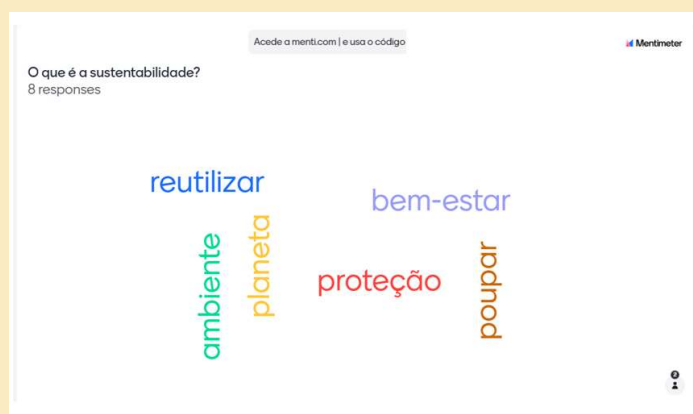 Acede a menti.com | e usa o código
Mentimeter
O que é a sustentabilidade?
8 responses
reutilizar
bem-estar
ambiente
planeta
proteção
poupar